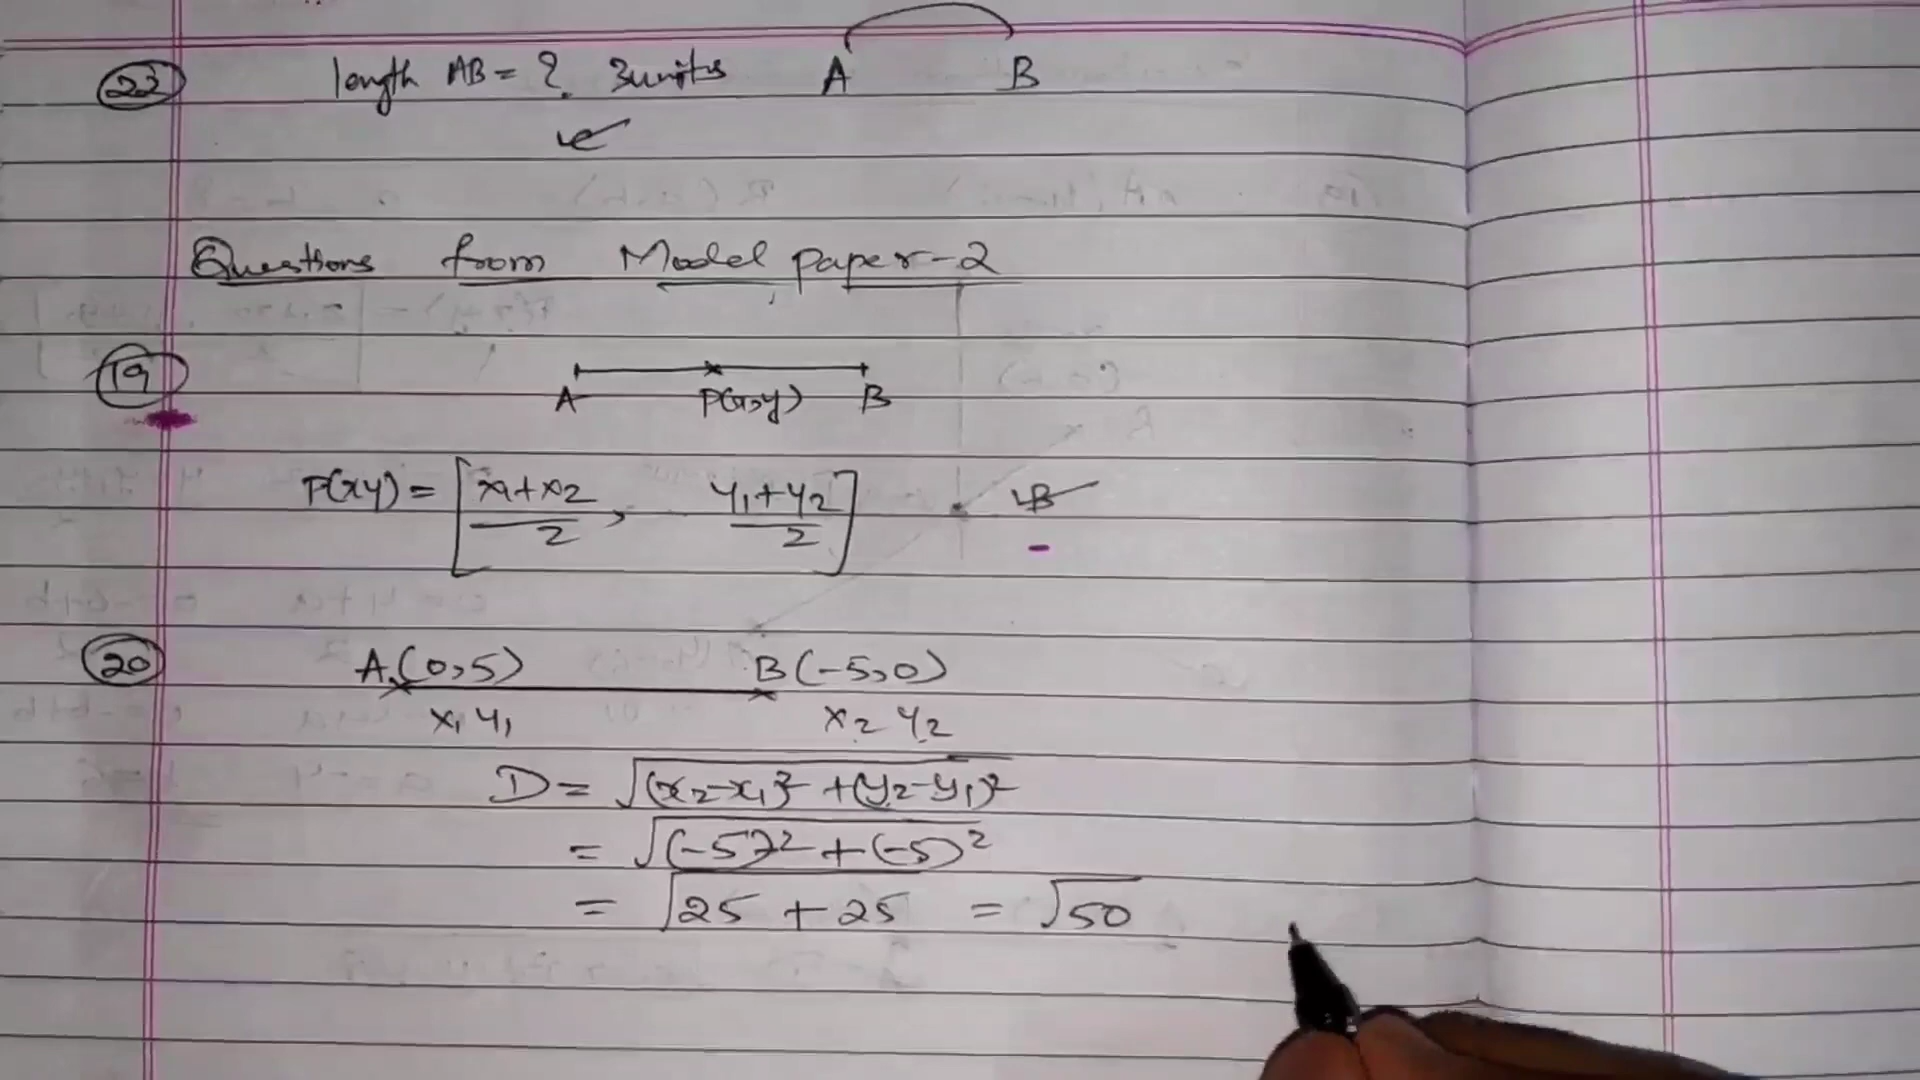 22 length AB = ? 3units A B
Questions from Model paper-2
19
A P(x,y) B
P(xy) = [x1+x2/2, y1+y2/2] B
20 A(0,5) B(-5,0)
x1 y1 x2 y2
D = √(x2-x1)² + (y2-y1)²
= √(-5)² + (-5)²
= √25 + 25 = √50